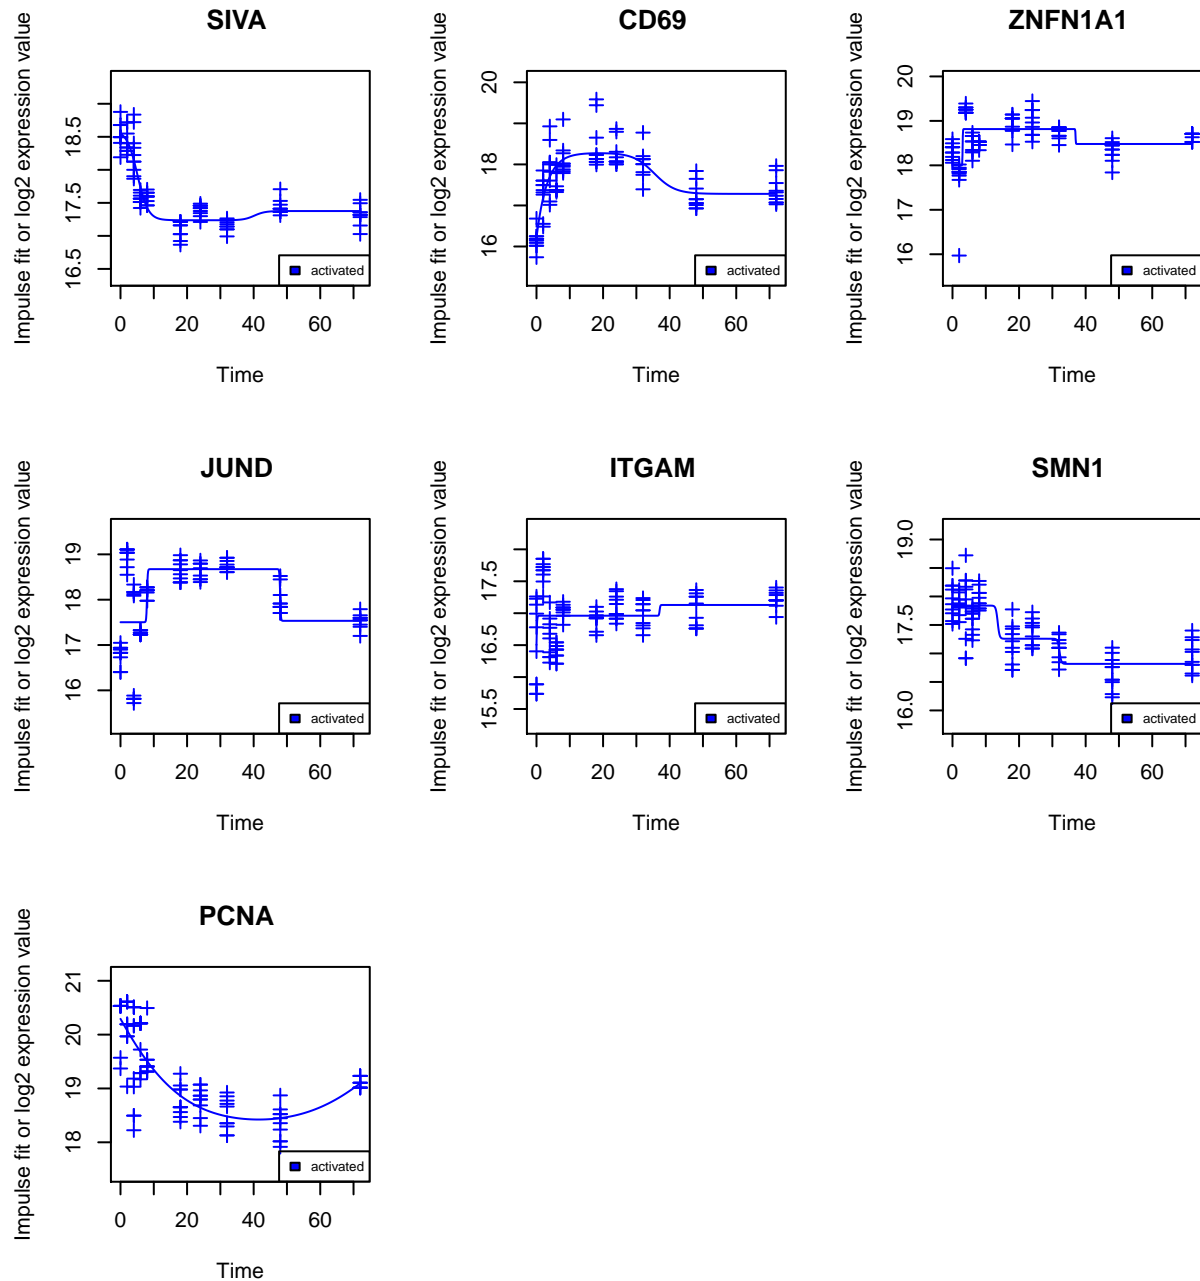 SIVA
Impulse fit or log2 expression value
16.5 17.5 18.5
0 20 40 60
Time
activated
CD69
Impulse fit or log2 expression value
16 18 20
0 20 40 60
Time
activated
ZNFN1A1
Impulse fit or log2 expression value
16 17 18 19 20
0 20 40 60
Time
activated
JUND
Impulse fit or log2 expression value
16 17 18 19
0 20 40 60
Time
activated
ITGAM
Impulse fit or log2 expression value
15.5 16.5 17.5
0 20 40 60
Time
activated
SMN1
Impulse fit or log2 expression value
16.0 17.5 19.0
0 20 40 60
Time
activated
PCNA
Impulse fit or log2 expression value
18 19 20 21
0 20 40 60
Time
activated